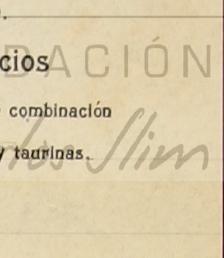 cios
DACIÓN
combinación
Slim
y taurinas.